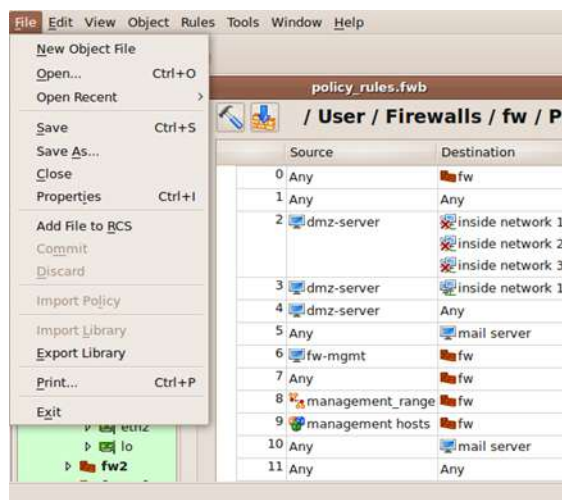 File Edit View Object Rules Tools Window Help
New Object File
Open... Ctrl+O
Open Recent
Save Ctrl+S
Save As...
Close
Properties Ctrl+I
Add File to RCS
Commit
Discard
Import Policy
Import Library
Export Library
Print... Ctrl+P
Exit
eth2
lo
fw2
policy_rules.fwb
/ User / Firewalls / fw / P
Source Destination
0 Any fw
1 Any Any
2 dmz-server inside network 1
inside network 2
inside network 3
3 dmz-server inside network 1
4 dmz-server Any
5 Any mail server
6 fw-mgmt fw
7 Any fw
8 management_range fw
9 management hosts fw
10 Any mail server
11 Any Any